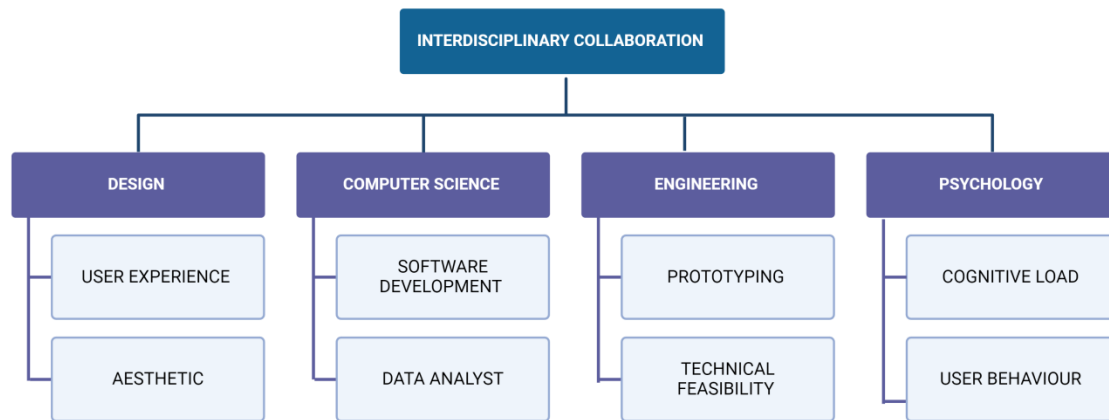 INTERDISCIPLINARY COLLABORATION
DESIGN
COMPUTER SCIENCE
ENGINEERING
PSYCHOLOGY
USER EXPERIENCE
SOFTWARE
DEVELOPMENT
PROTOTYPING
COGNITIVE LOAD
AESTHETIC
DATA ANALYST
TECHNICAL
FEASIBILITY
USER BEHAVIOUR